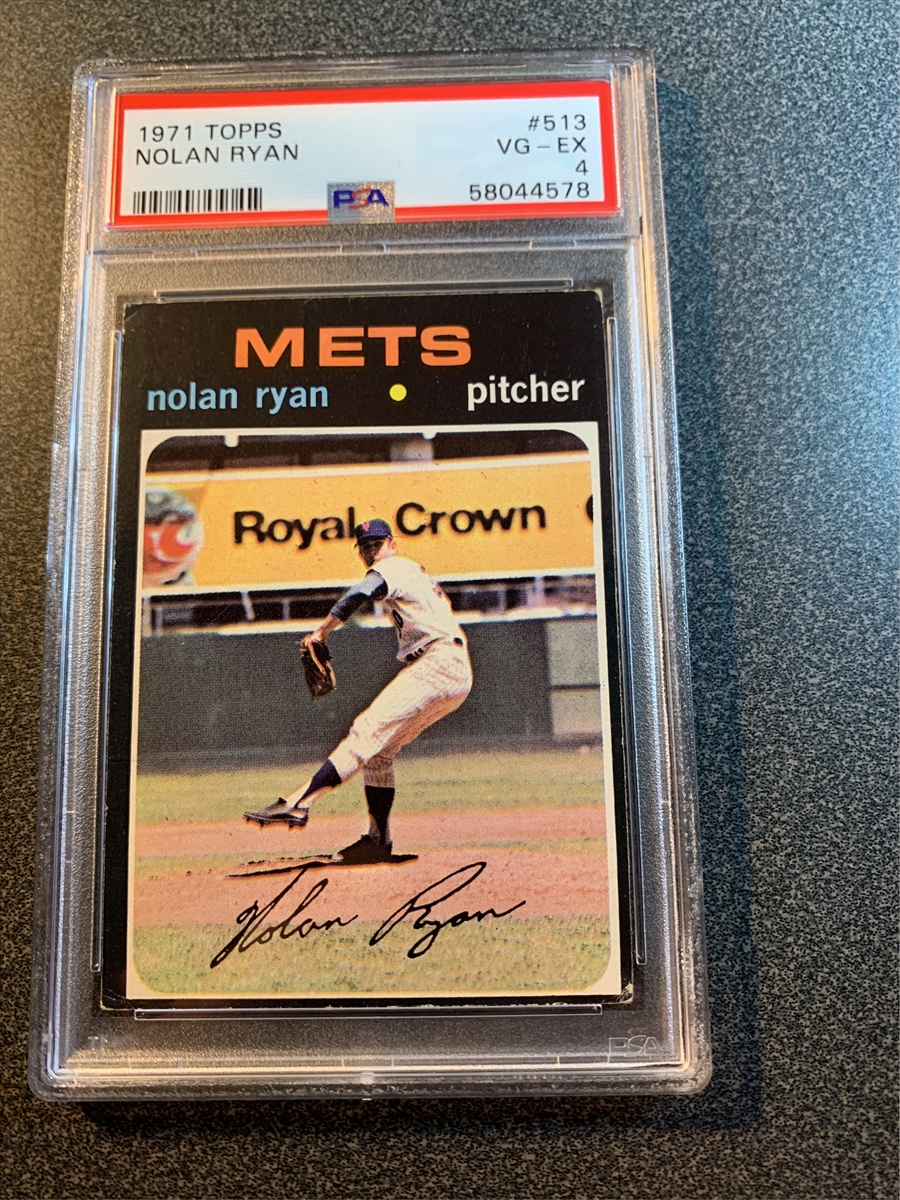 1971 TOPPS #513
NOLAN RYAN VG-EX
4
PSA 58044578
METS
nolan ryan pitcher
Royal Crown
Nolan Ryan
PSA